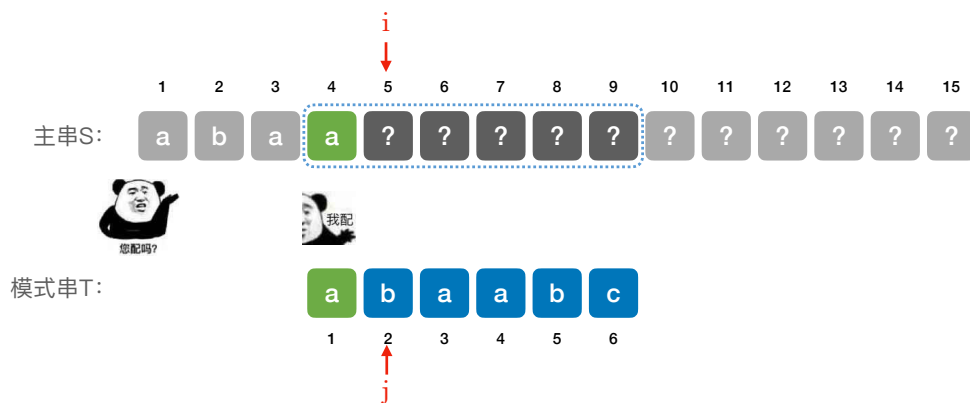 i
1 2 3 4 5 6 7 8 9 10 11 12 13 14 15
主串S: a b a a ? ? ? ? ? ? ? ? ? ? ?
您配吗?
我配
模式串T: a b a a b c
1 2 3 4 5 6
j